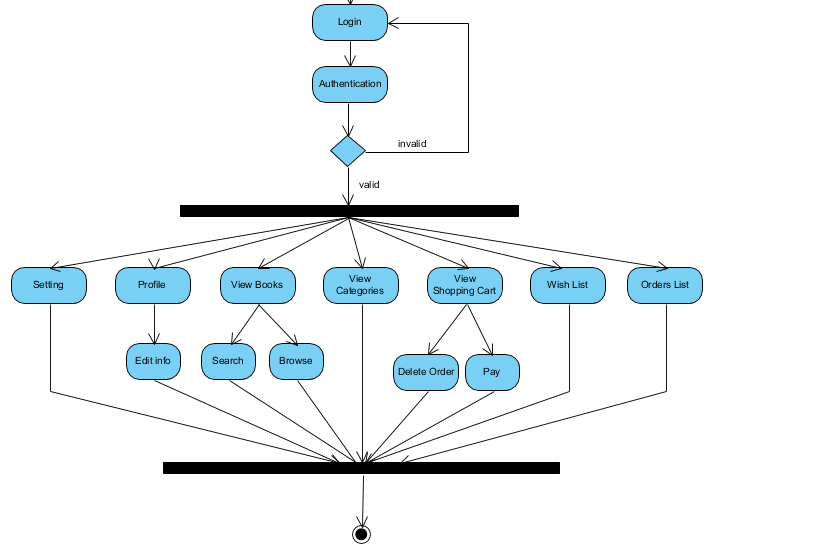 Login
Authentication
invalid
valid
Setting
Profile
View Books
View
Categories
View
Shopping Cart
Wish List
Orders List
Edit info
Search
Browse
Delete Order
Pay